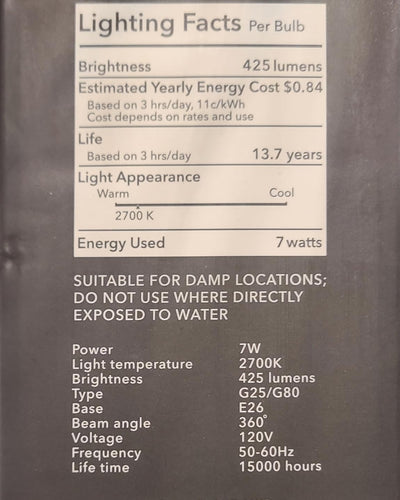 Lighting Facts Per Bulb
Brightness 425 lumens
Estimated Yearly Energy Cost $0.84
Based on 3 hrs/day, 11c/kWh
Cost depends on rates and use
Life
Based on 3 hrs/day 13.7 years
Light Appearance
Warm Cool
2700 K
Energy Used 7 watts
SUITABLE FOR DAMP LOCATIONS;
DO NOT USE WHERE DIRECTLY
EXPOSED TO WATER
Power 7W
Light temperature 2700K
Brightness 425 lumens
Type G25/G80
Base E26
Beam angle 360°
Voltage 120V
Frequency 50-60Hz
Life time 15000 hours